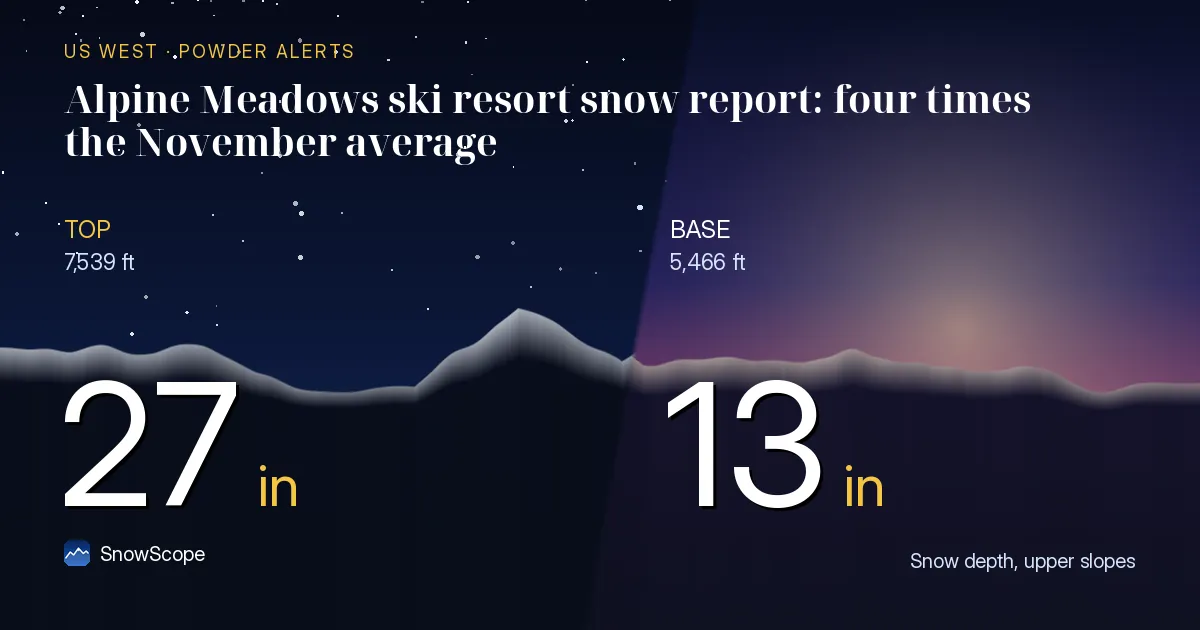 US WEST · POWDER ALERTS
Alpine Meadows ski resort snow report: four times
the November average
TOP
7,539 ft
BASE
5,466 ft
27 in
13 in
SnowScope
Snow depth, upper slopes